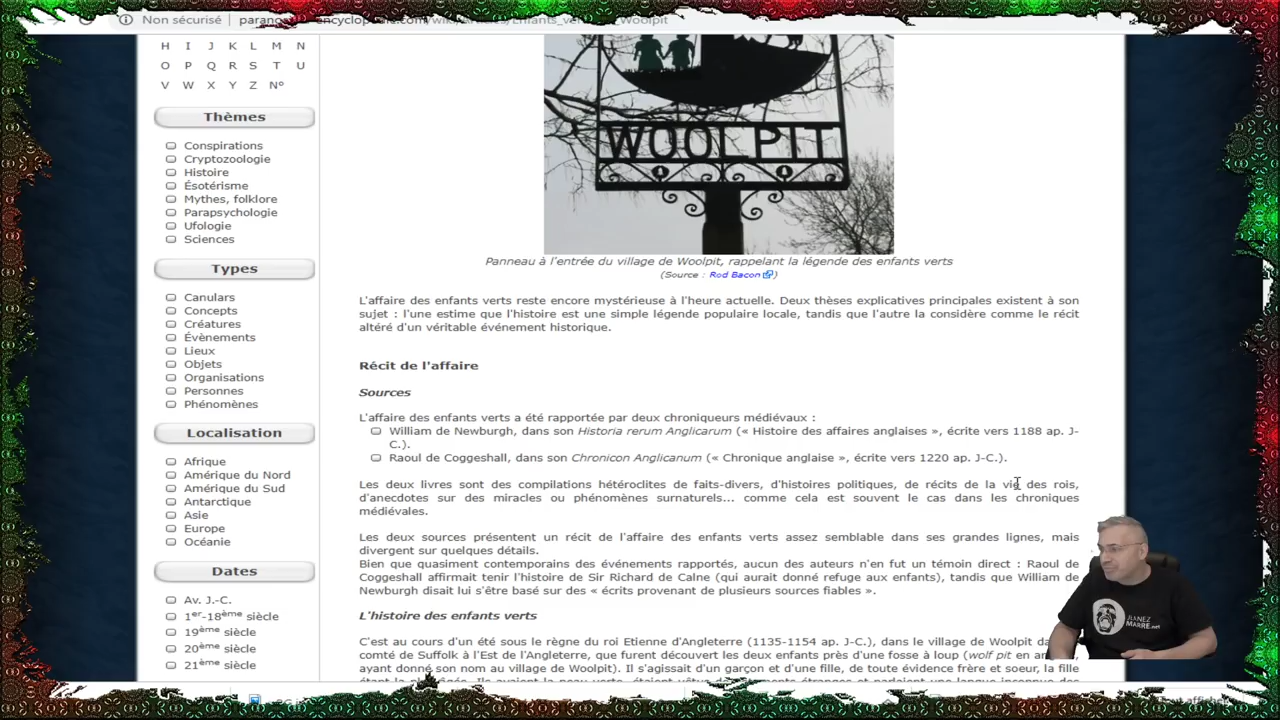 Non sécurisé
H I J K L M N
O P Q R S T U
V W X Y Z N°
Thèmes
Conspirations
Cryptozoologie
Histoire
Ésotérisme
Mythes, folklore
Parapsychologie
Ufologie
Sciences
Types
Canulars
Concepts
Créatures
Évènements
Lieux
Objets
Organisations
Personnes
Phénomènes
Localisation
Afrique
Amérique du Nord
Amérique du Sud
Antarctique
Asie
Europe
Océanie
Dates
Av. J.-C.
1er-18ème siècle
19ème siècle
20ème siècle
21ème siècle
WOOLPIT
Panneau à l'entrée du village de Woolpit, rappelant la légende des enfants verts
(Source : Rod Bacon)
L'affaire des enfants verts reste encore mystérieuse à l'heure actuelle. Deux thèses explicatives principales existent à son
sujet : l'une estime que l'histoire est une simple légende populaire locale, tandis que l'autre la considère comme le récit
altéré d'un véritable événement historique.
Récit de l'affaire
Sources
L'affaire des enfants verts a été rapportée par deux chroniqueurs médiévaux :
William de Newburgh, dans son Historia rerum Anglicarum (« Histoire des affaires anglaises », écrite vers 1188 ap. J-
C.).
Raoul de Coggeshall, dans son Chronicon Anglicanum (« Chronique anglaise », écrite vers 1220 ap. J-C.).
Les deux livres sont des compilations hétéroclites de faits-divers, d'histoires politiques, de récits de la vie des rois,
d'anecdotes sur des miracles ou phénomènes surnaturels... comme cela est souvent le cas dans les chroniques
médiévales.
Les deux sources présentent un récit de l'affaire des enfants verts assez semblable dans ses grandes lignes, mais
divergent sur quelques détails.
Bien que quasiment contemporains des événements rapportés, aucun des auteurs n'en fut un témoin direct : Raoul de
Coggeshall affirmait tenir l'histoire de Sir Richard de Calne (qui aurait donné refuge aux enfants), tandis que William de
Newburgh disait lui s'être basé sur des « écrits provenant de plusieurs sources fiables ».
L'histoire des enfants verts
C'est au cours d'un été sous le règne du roi Etienne d'Angleterre (1135-1154 ap. J-C.), dans le village de Woolpit
comté de Suffolk à l'Est de l'Angleterre, que furent découvert les deux enfants près d'une fosse à loup (wolf pit en
ayant donné son nom au village de Woolpit). Il s'agissait d'un garçon et d'une fille, de toute évidence frère et soeur, la fille
JUANEZ
MARRE.net